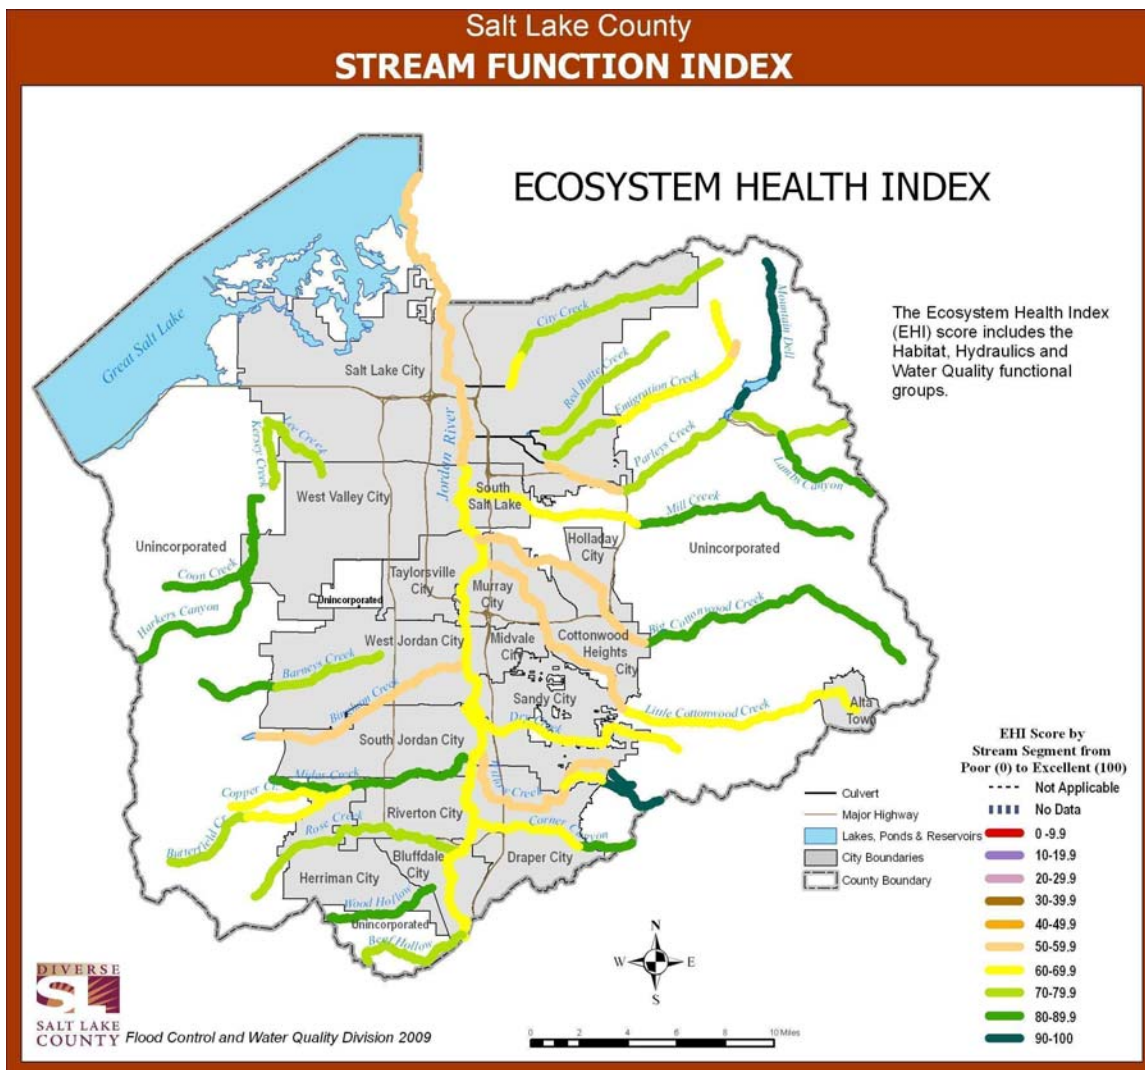 Salt Lake County
STREAM FUNCTION INDEX
ECOSYSTEM HEALTH INDEX
The Ecosystem Health Index
(EHI) score includes the
Habitat, Hydraulics and
Water Quality functional
groups.
Great Salt Lake
City Creek
Mountain Dell
Salt Lake City
Red Butte Creek
Emigration Creek
Jordan River
Parleys Creek
Lambs Canyon
Kersey Creek
Lee Creek
West Valley City
South
Salt Lake
Mill Creek
Unincorporated
Holladay
City
Unincorporated
Coon Creek
Taylorsville
City
Murray
City
Unincorporated
Harkers Canyon
Big Cottonwood Creek
West Jordan City
Midvale
City
Cottonwood
Heights
City
Barneys Creek
Bingham Creek
Sandy City
Little Cottonwood Creek
Alta
Town
South Jordan City
Dry Creek
Midas Creek
Willow Creek
Copper
Riverton City
Butterfield Cr
Rose Creek
Corner Canyon
Bluffdale
City
Draper City
Herriman City
Wood Hollow
Unincorporated
Beef Hollow
Culvert
Major Highway
Lakes, Ponds & Reservoirs
City Boundaries
County Boundary
EHI Score by
Stream Segment from
Poor (0) to Excellent (100)
Not Applicable
No Data
0 -9.9
10-19.9
20-29.9
30-39.9
40-49.9
50-59.9
60-69.9
70-79.9
80-89.9
90-100
N
W E
S
0 2 4 6 8 10 Miles
DIVERSE
SL
SALT LAKE
COUNTY
Flood Control and Water Quality Division 2009